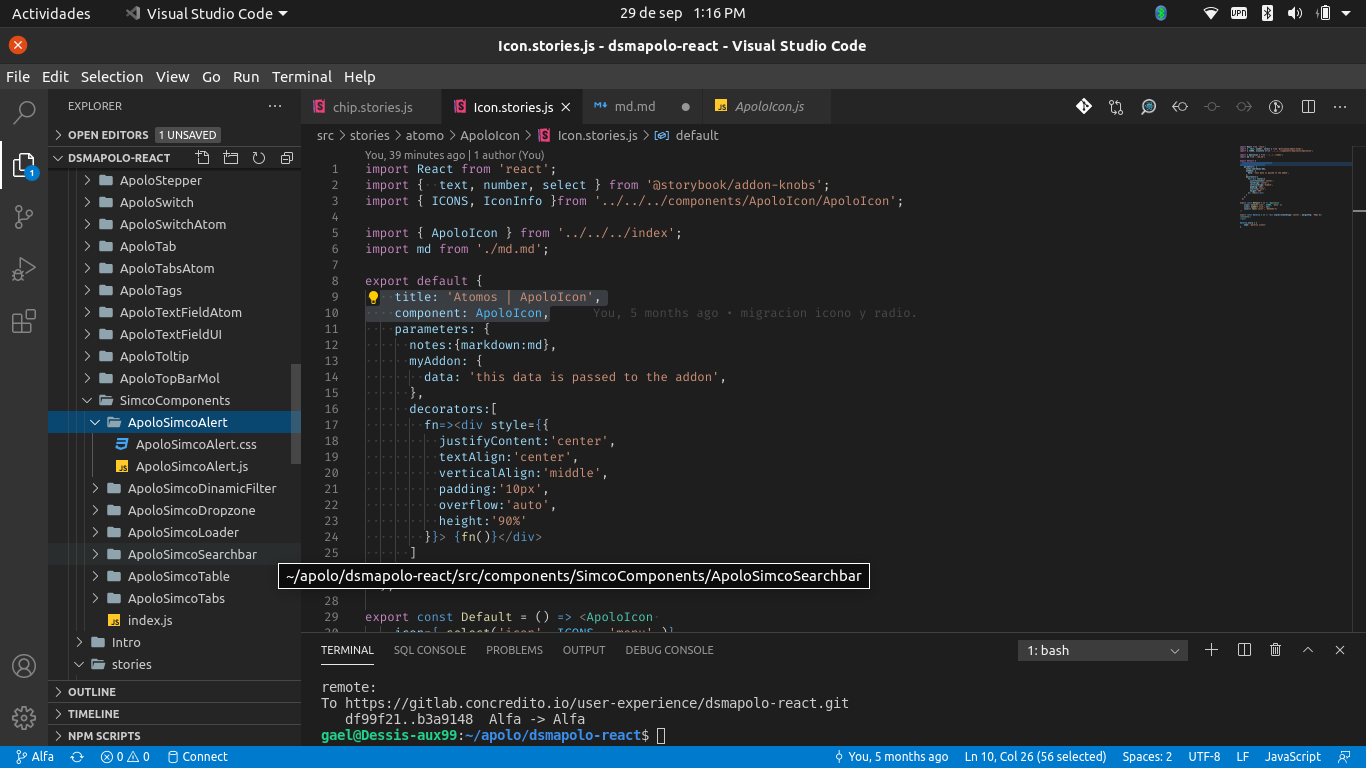 Actividades Visual Studio Code 29 de sep 1:16 PM VPN
Icon.stories.js - dsmapolo-react - Visual Studio Code
File Edit Selection View Go Run Terminal Help
EXPLORER ...
OPEN EDITORS 1 UNSAVED
DSMAPOLO-REACT
ApoloStepper
ApoloSwitch
ApoloSwitchAtom
ApoloTab
ApoloTabsAtom
ApoloTags
ApoloTextFieldAtom
ApoloTextFieldUI
ApoloToltip
ApoloTopBarMol
SimcoComponents
ApoloSimcoAlert
ApoloSimcoAlert.css
JS ApoloSimcoAlert.js
ApoloSimcoDinamicFilter
ApoloSimcoDropzone
ApoloSimcoLoader
ApoloSimcoSearchbar
ApoloSimcoTable
ApoloSimcoTabs
JS index.js
Intro
stories
OUTLINE
TIMELINE
NPM SCRIPTS
1
chip.stories.js Icon.stories.js md.md JS ApoloIcon.js
src > stories > atomo > ApoloIcon > Icon.stories.js > default
You, 39 minutes ago | 1 author (You)
1 import React from 'react';
2 import { text, number, select } from '@storybook/addon-knobs';
3 import { ICONS, IconInfo }from '../../../components/ApoloIcon/ApoloIcon';
4
5 import { ApoloIcon } from '../../../index';
6 import md from './md.md';
7
8 export default {
9 title: 'Atomos | ApoloIcon',
10 component: ApoloIcon, You, 5 months ago • migracion icono y radio.
11 parameters: {
12 notes:{markdown:md},
13 myAddon: {
14 data: 'this data is passed to the addon',
15 },
16 decorators:[
17 fn=><div style={{
18 justifyContent:'center',
19 textAlign:'center',
20 verticalAlign:'middle',
21 padding:'10px',
22 overflow:'auto',
23 height:'90%'
24 }}> {fn()}</div>
25 ]
~/apolo/dsmapolo-react/src/components/SimcoComponents/ApoloSimcoSearchbar
28
29 export const Default = () => <ApoloIcon
30 icon={ select('icon', ICONS, 'menu' )}
TERMINAL SQL CONSOLE PROBLEMS OUTPUT DEBUG CONSOLE 1: bash
remote:
To https://gitlab.concredito.io/user-experience/dsmapolo-react.git
df99f21..b3a9148 Alfa -> Alfa
gael@Dessis-aux99:~/apolo/dsmapolo-react$
Alfa 0 0 Connect You, 5 months ago Ln 10, Col 26 (56 selected) Spaces: 2 UTF-8 LF JavaScript